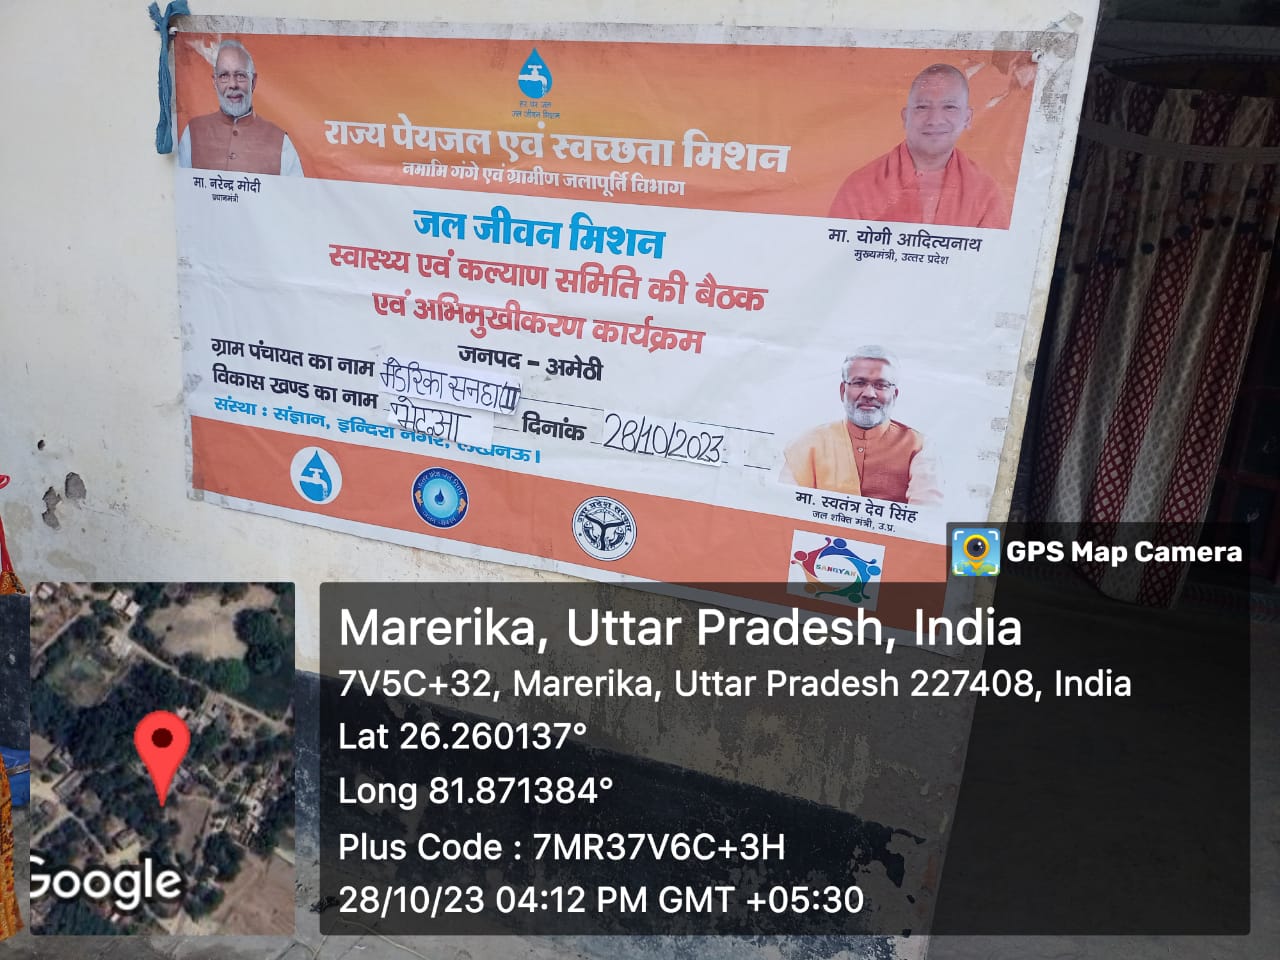 हर घर जल
जल जीवन मिशन
राज्य पेयजल एवं स्वच्छता मिशन
नमामि गंगे एवं ग्रामीण जलापूर्ति विभाग
मा. नरेन्द्र मोदी
प्रधानमंत्री
मा. योगी आदित्यनाथ
मुख्यमंत्री, उत्तर प्रदेश
जल जीवन मिशन
स्वास्थ्य एवं कल्याण समिति की बैठक
एवं अभिमुखीकरण कार्यक्रम
जनपद – अमेठी
ग्राम पंचायत का नाम मंडेरिका
विकास खण्ड का नाम भेटुआ दिनांक 28/10/2023
संस्था : संज्ञान, इन्दिरा नगर, लखनऊ।
मा. स्वतंत्र देव सिंह
जल शक्ति मंत्री, उ.प्र.
उत्तर प्रदेश सरकार
SANGYAN
GPS Map Camera
Marerika, Uttar Pradesh, India
7V5C+32, Marerika, Uttar Pradesh 227408, India
Lat 26.260137°
Long 81.871384°
Plus Code : 7MR37V6C+3H
28/10/23 04:12 PM GMT +05:30
Google